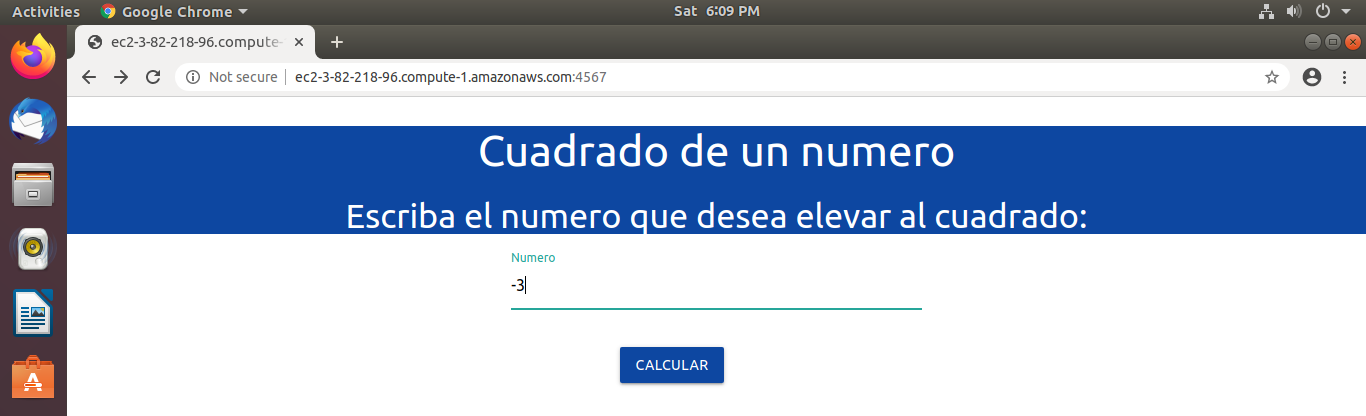 Activities Google Chrome Sat 6:09 PM
ec2-3-82-218-96.compute-
Not secure ec2-3-82-218-96.compute-1.amazonaws.com:4567
Cuadrado de un numero
Escriba el numero que desea elevar al cuadrado:
Numero
-3
CALCULAR